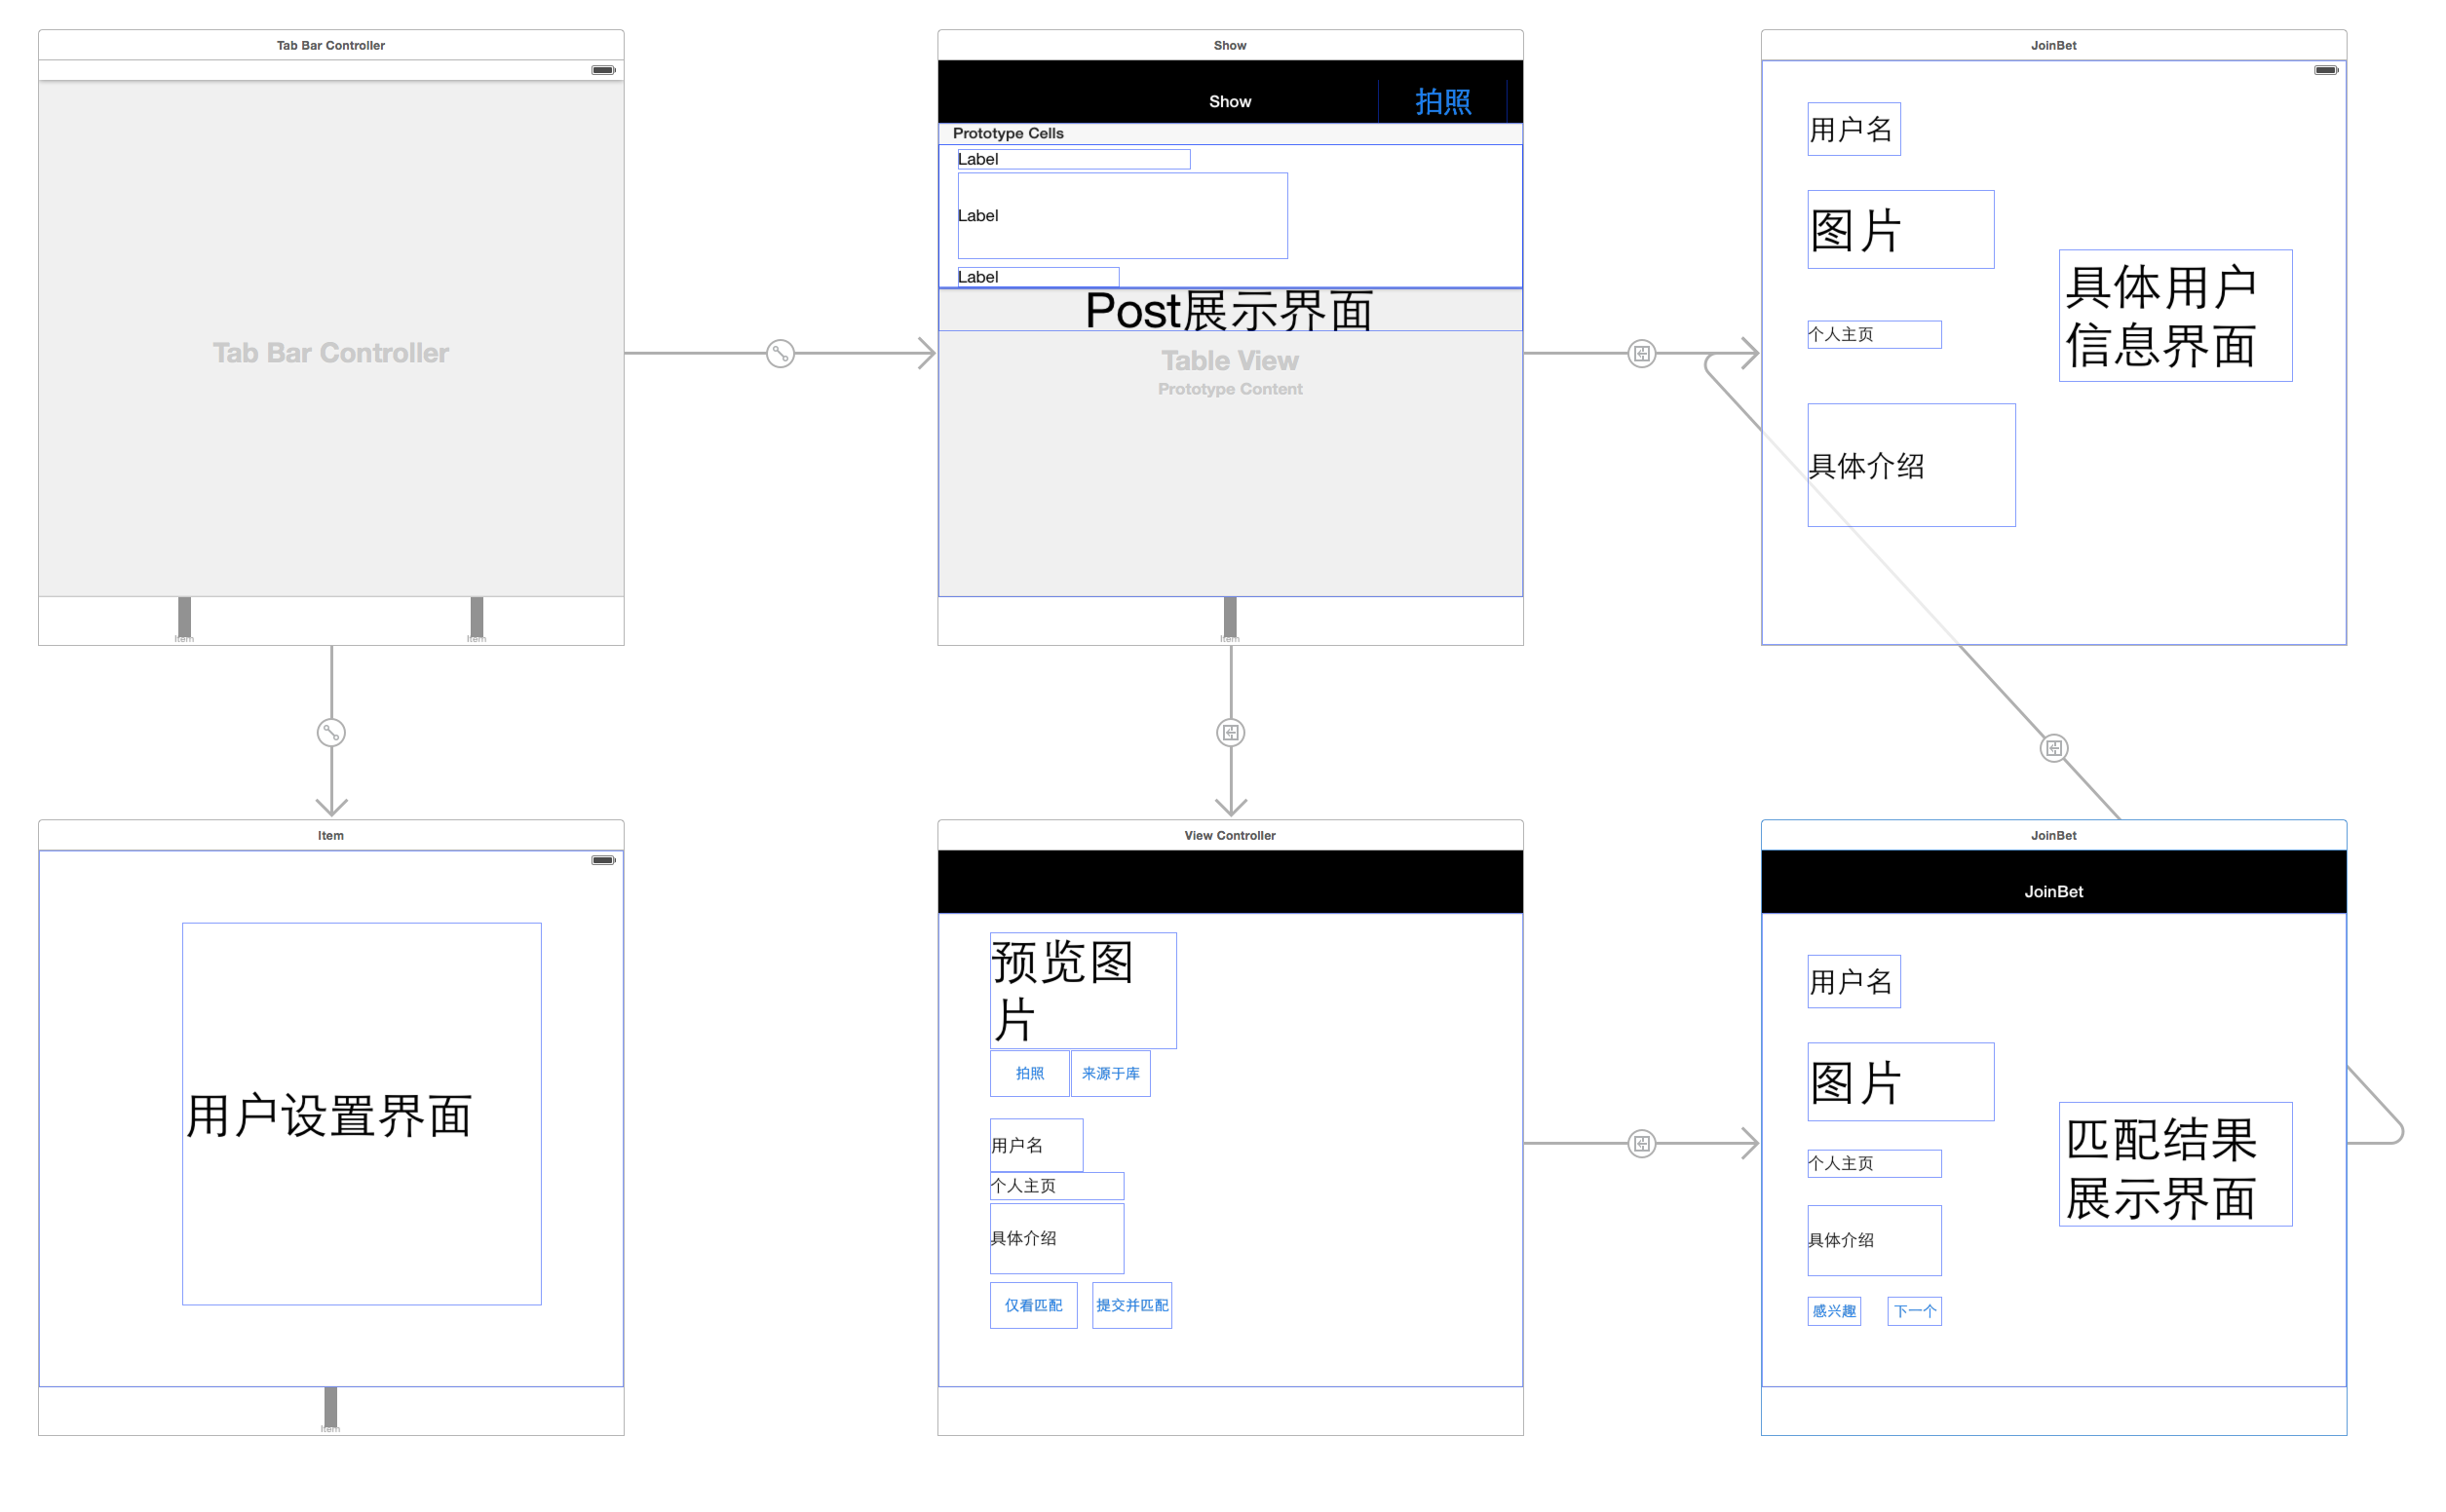 Tab Bar Controller
Tab Bar Controller
Item
Item
Show
Show
拍照
Prototype Cells
Label
Label
Label
Post展示界面
Table View
Prototype Content
Item
JoinBet
用户名
图片
具体用户
信息界面
个人主页
具体介绍
Item
用户设置界面
Item
View Controller
预览图
片
拍照
来源于库
用户名
个人主页
具体介绍
仅看匹配
提交并匹配
JoinBet
JoinBet
用户名
图片
匹配结果
展示界面
个人主页
具体介绍
感兴趣
下一个